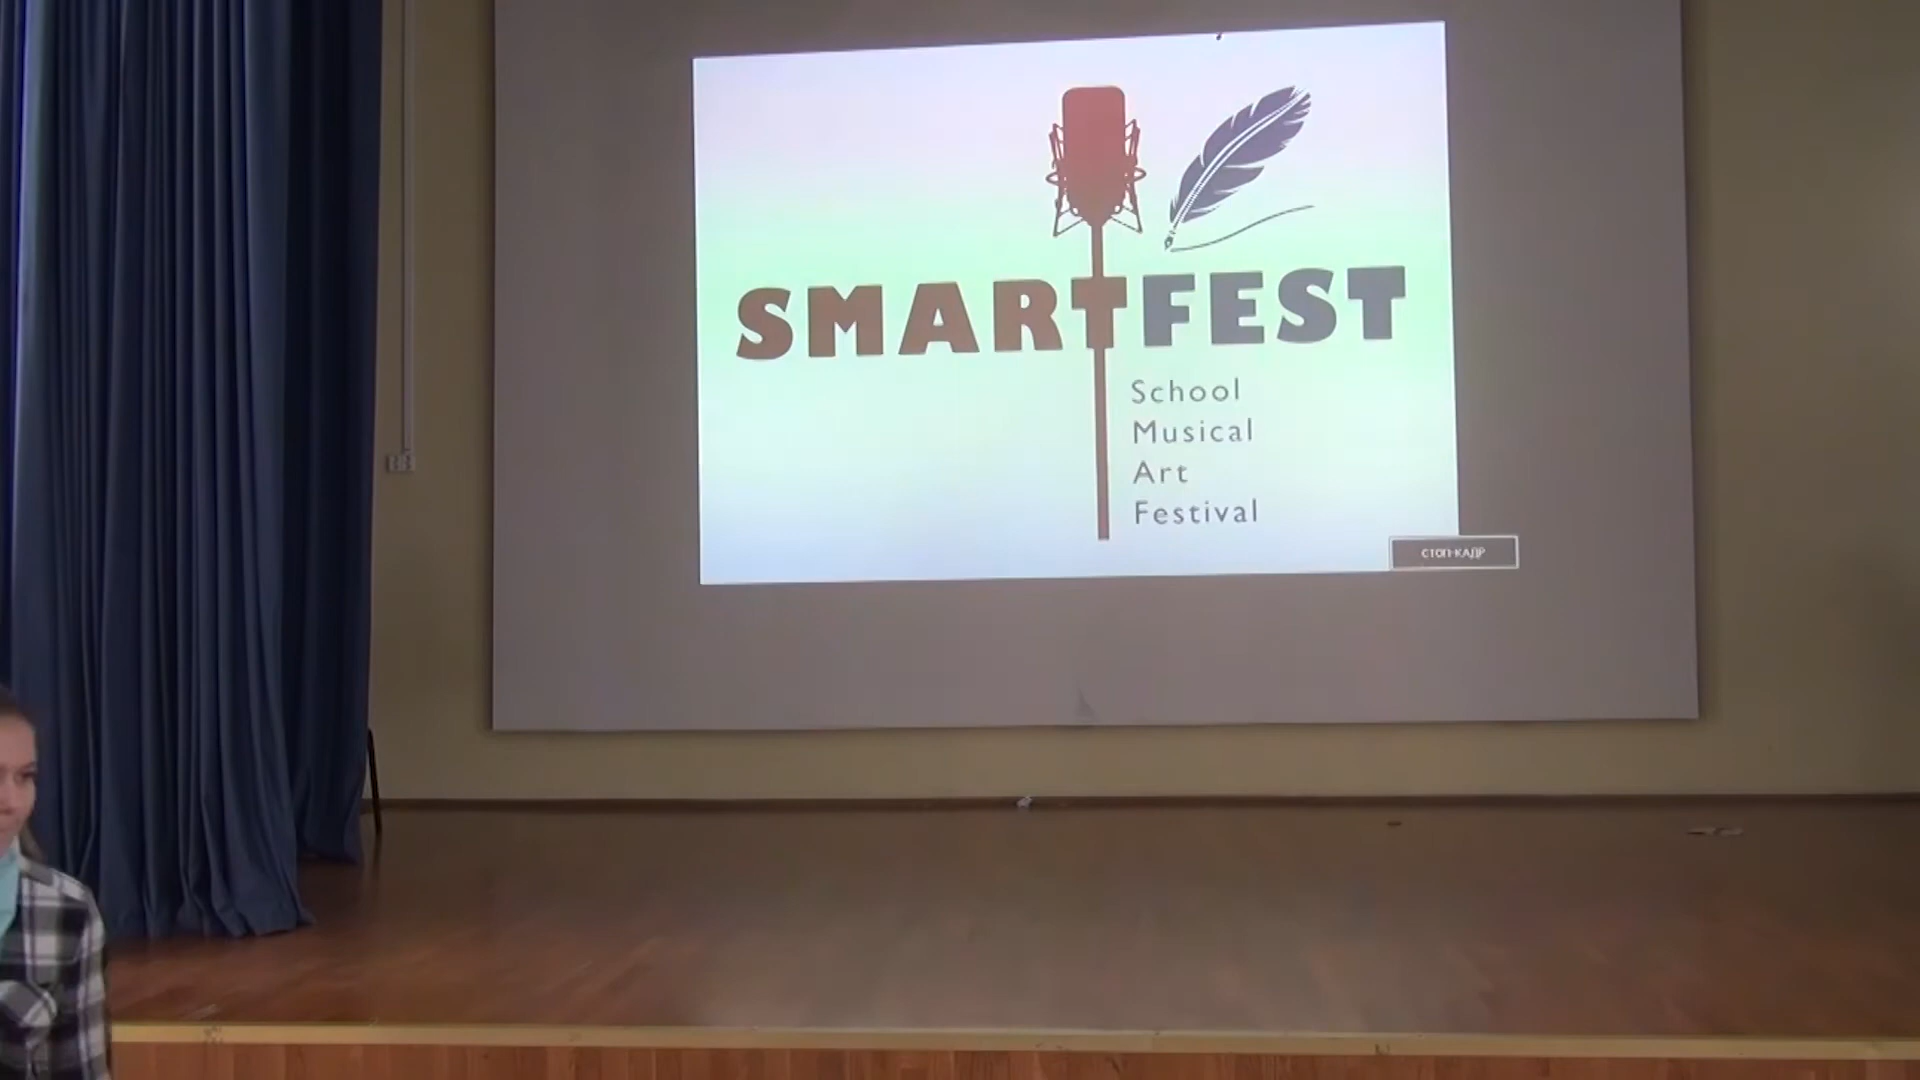 SMARTFEST
School
Musical
Art
Festival
СТОП-КАДР